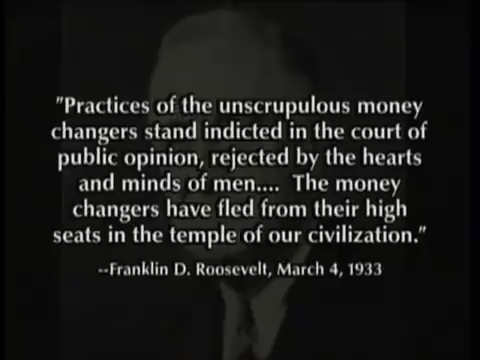 "Practices of the unscrupulous money
changers stand indicted in the court of
public opinion, rejected by the hearts
and minds of men.... The money
changers have fled from their high
seats in the temple of our civilization."
--Franklin D. Roosevelt, March 4, 1933